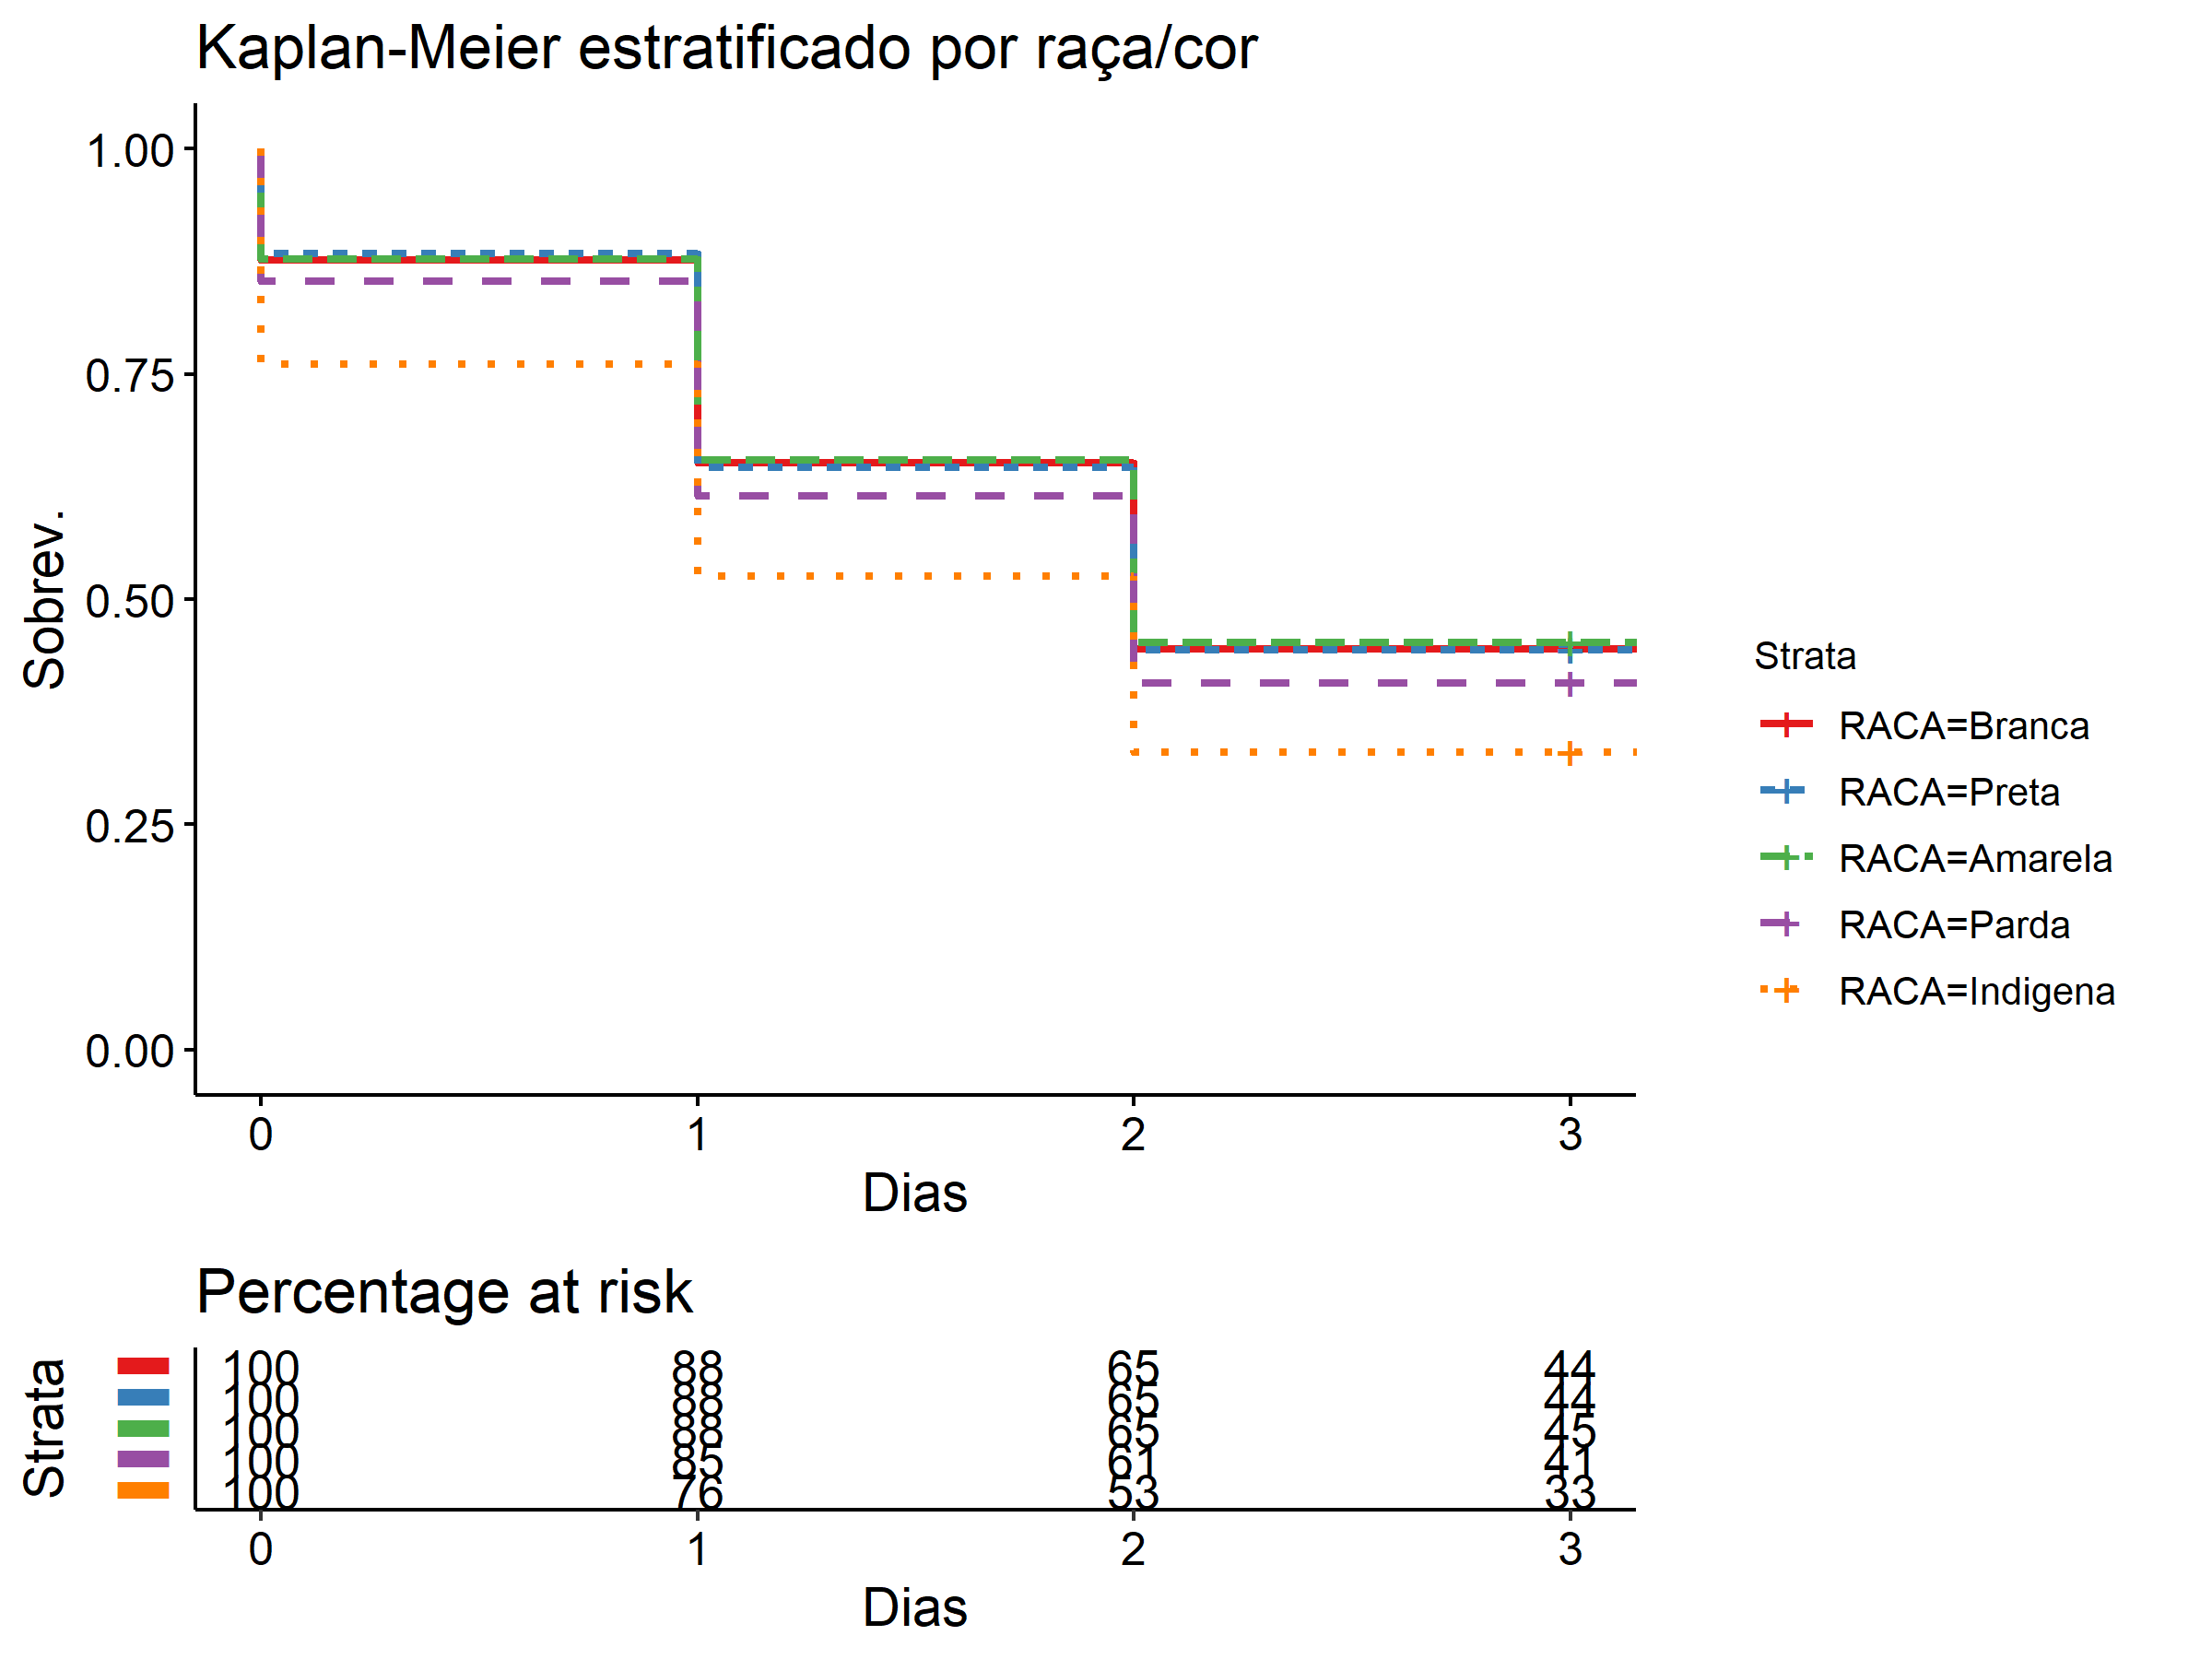 Kaplan-Meier estratificado por raça/cor
1.00
0.75
0.50
0.25
0.00
Sobrev.
0 1 2 3
Dias
Strata
RACA=Branca
RACA=Preta
RACA=Amarela
RACA=Parda
RACA=Indigena
Percentage at risk
Strata
100 88 65 44
100 88 65 44
100 88 65 45
100 85 61 41
100 76 53 33
0 1 2 3
Dias